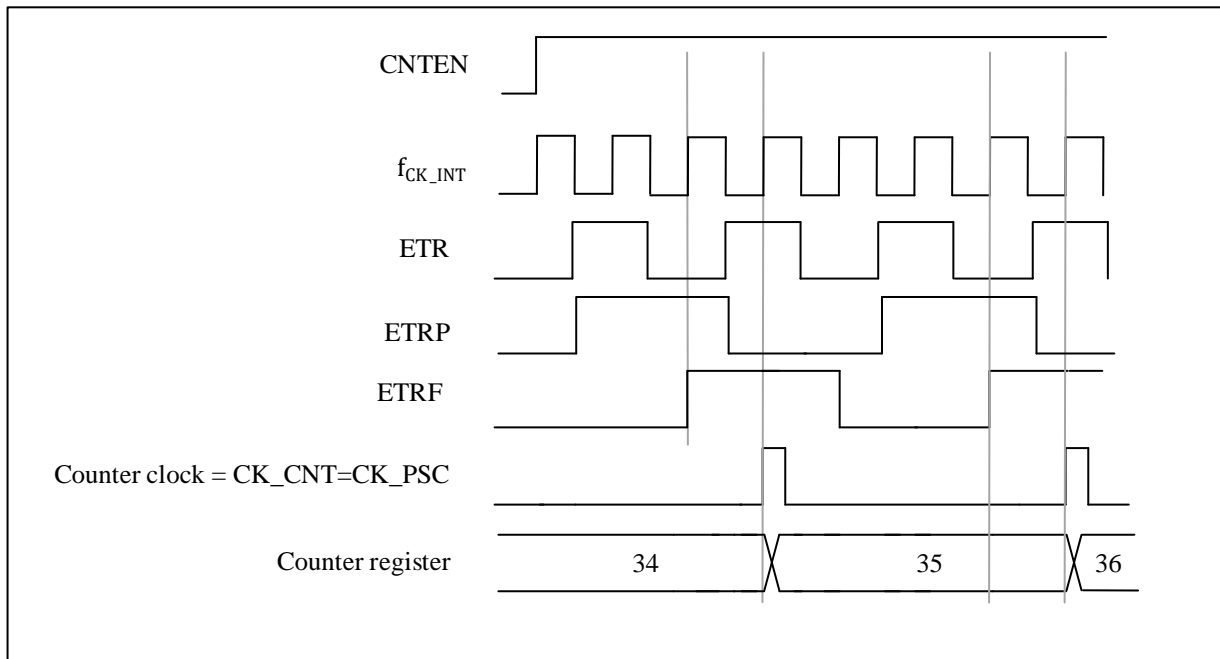 CNTEN
fCK_INT
ETR
ETRP
ETRF
Counter clock = CK_CNT=CK_PSC
Counter register
34
35
36